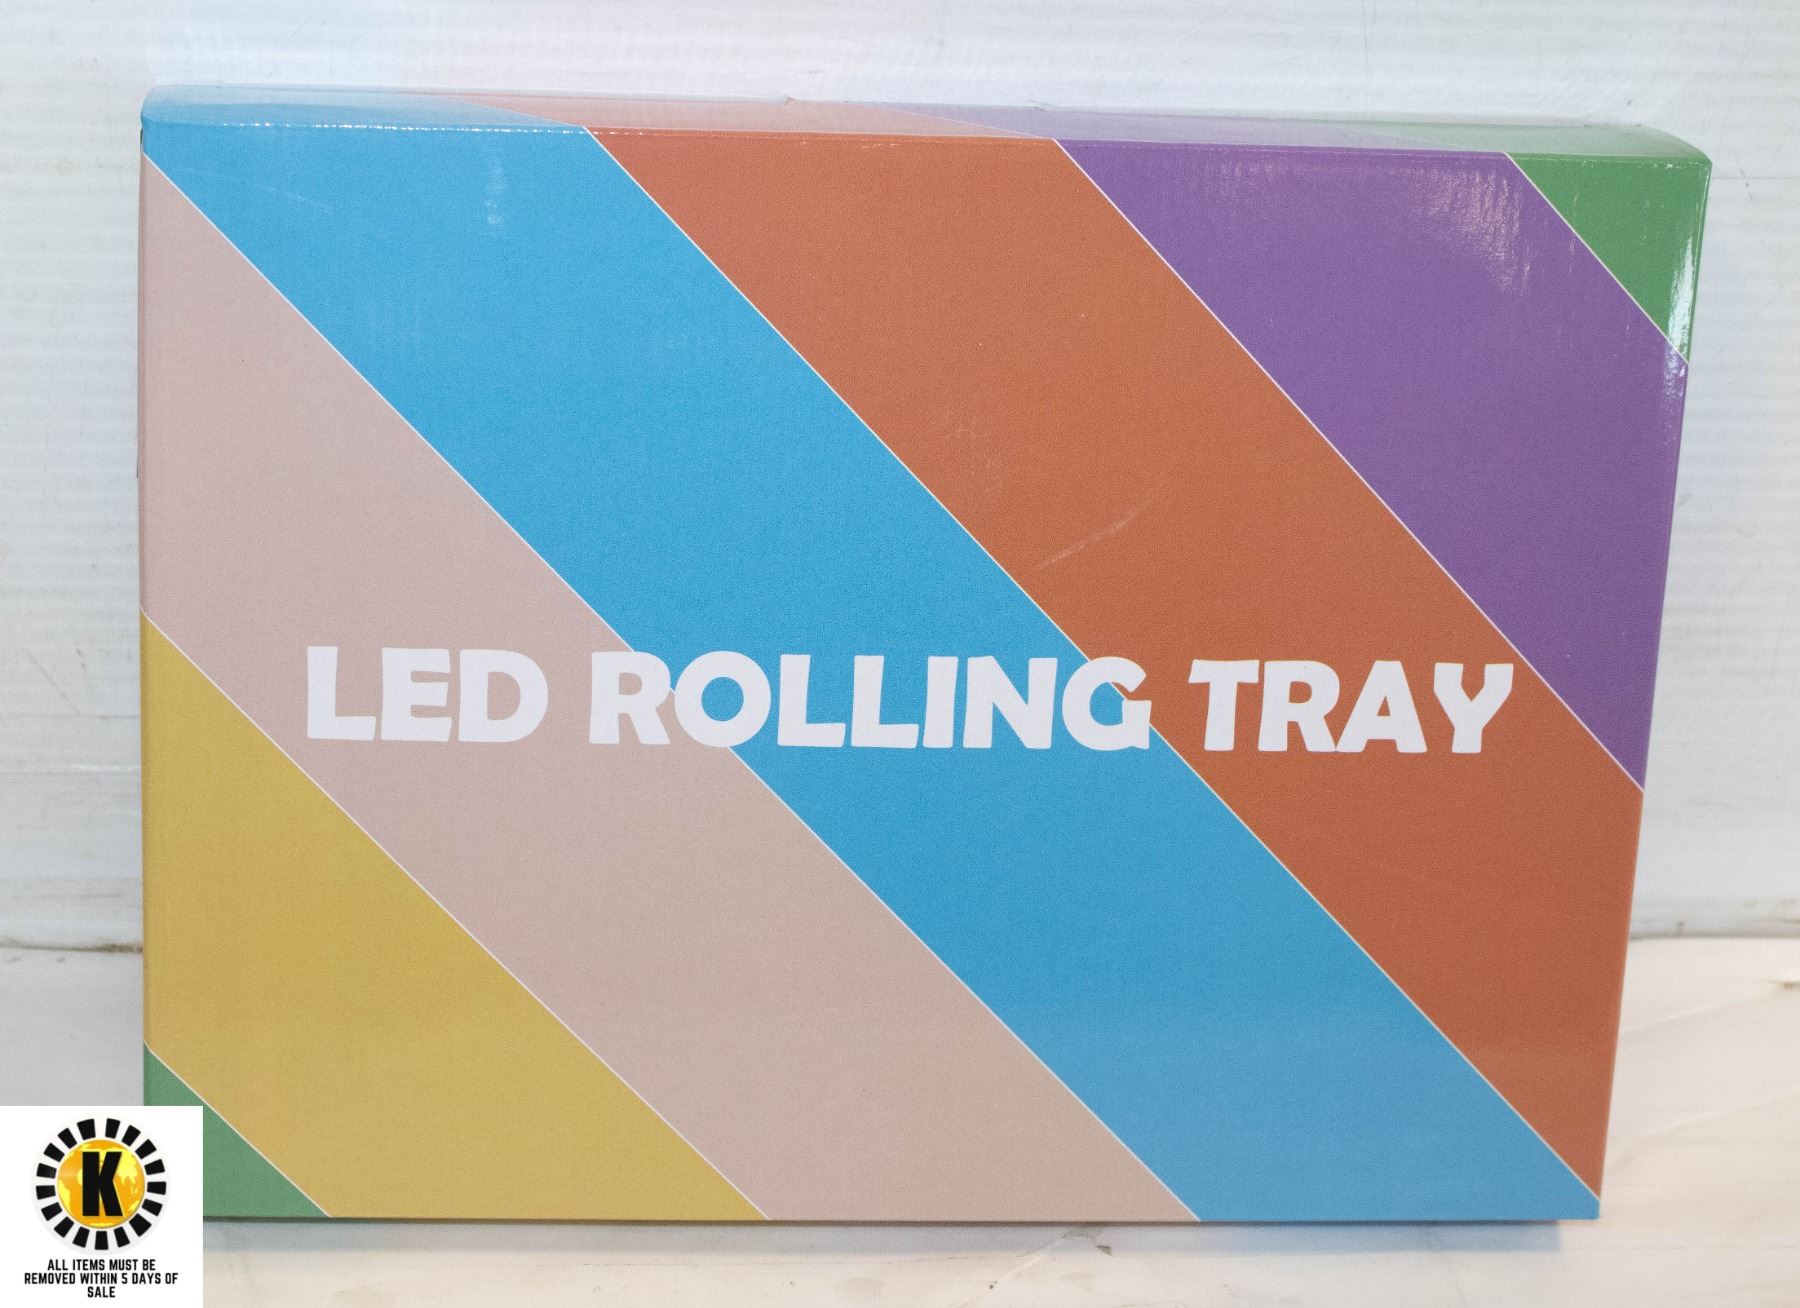 LED ROLLING TRAY
K
ALL ITEMS MUST BE
REMOVED WITHIN 5 DAYS OF
SALE